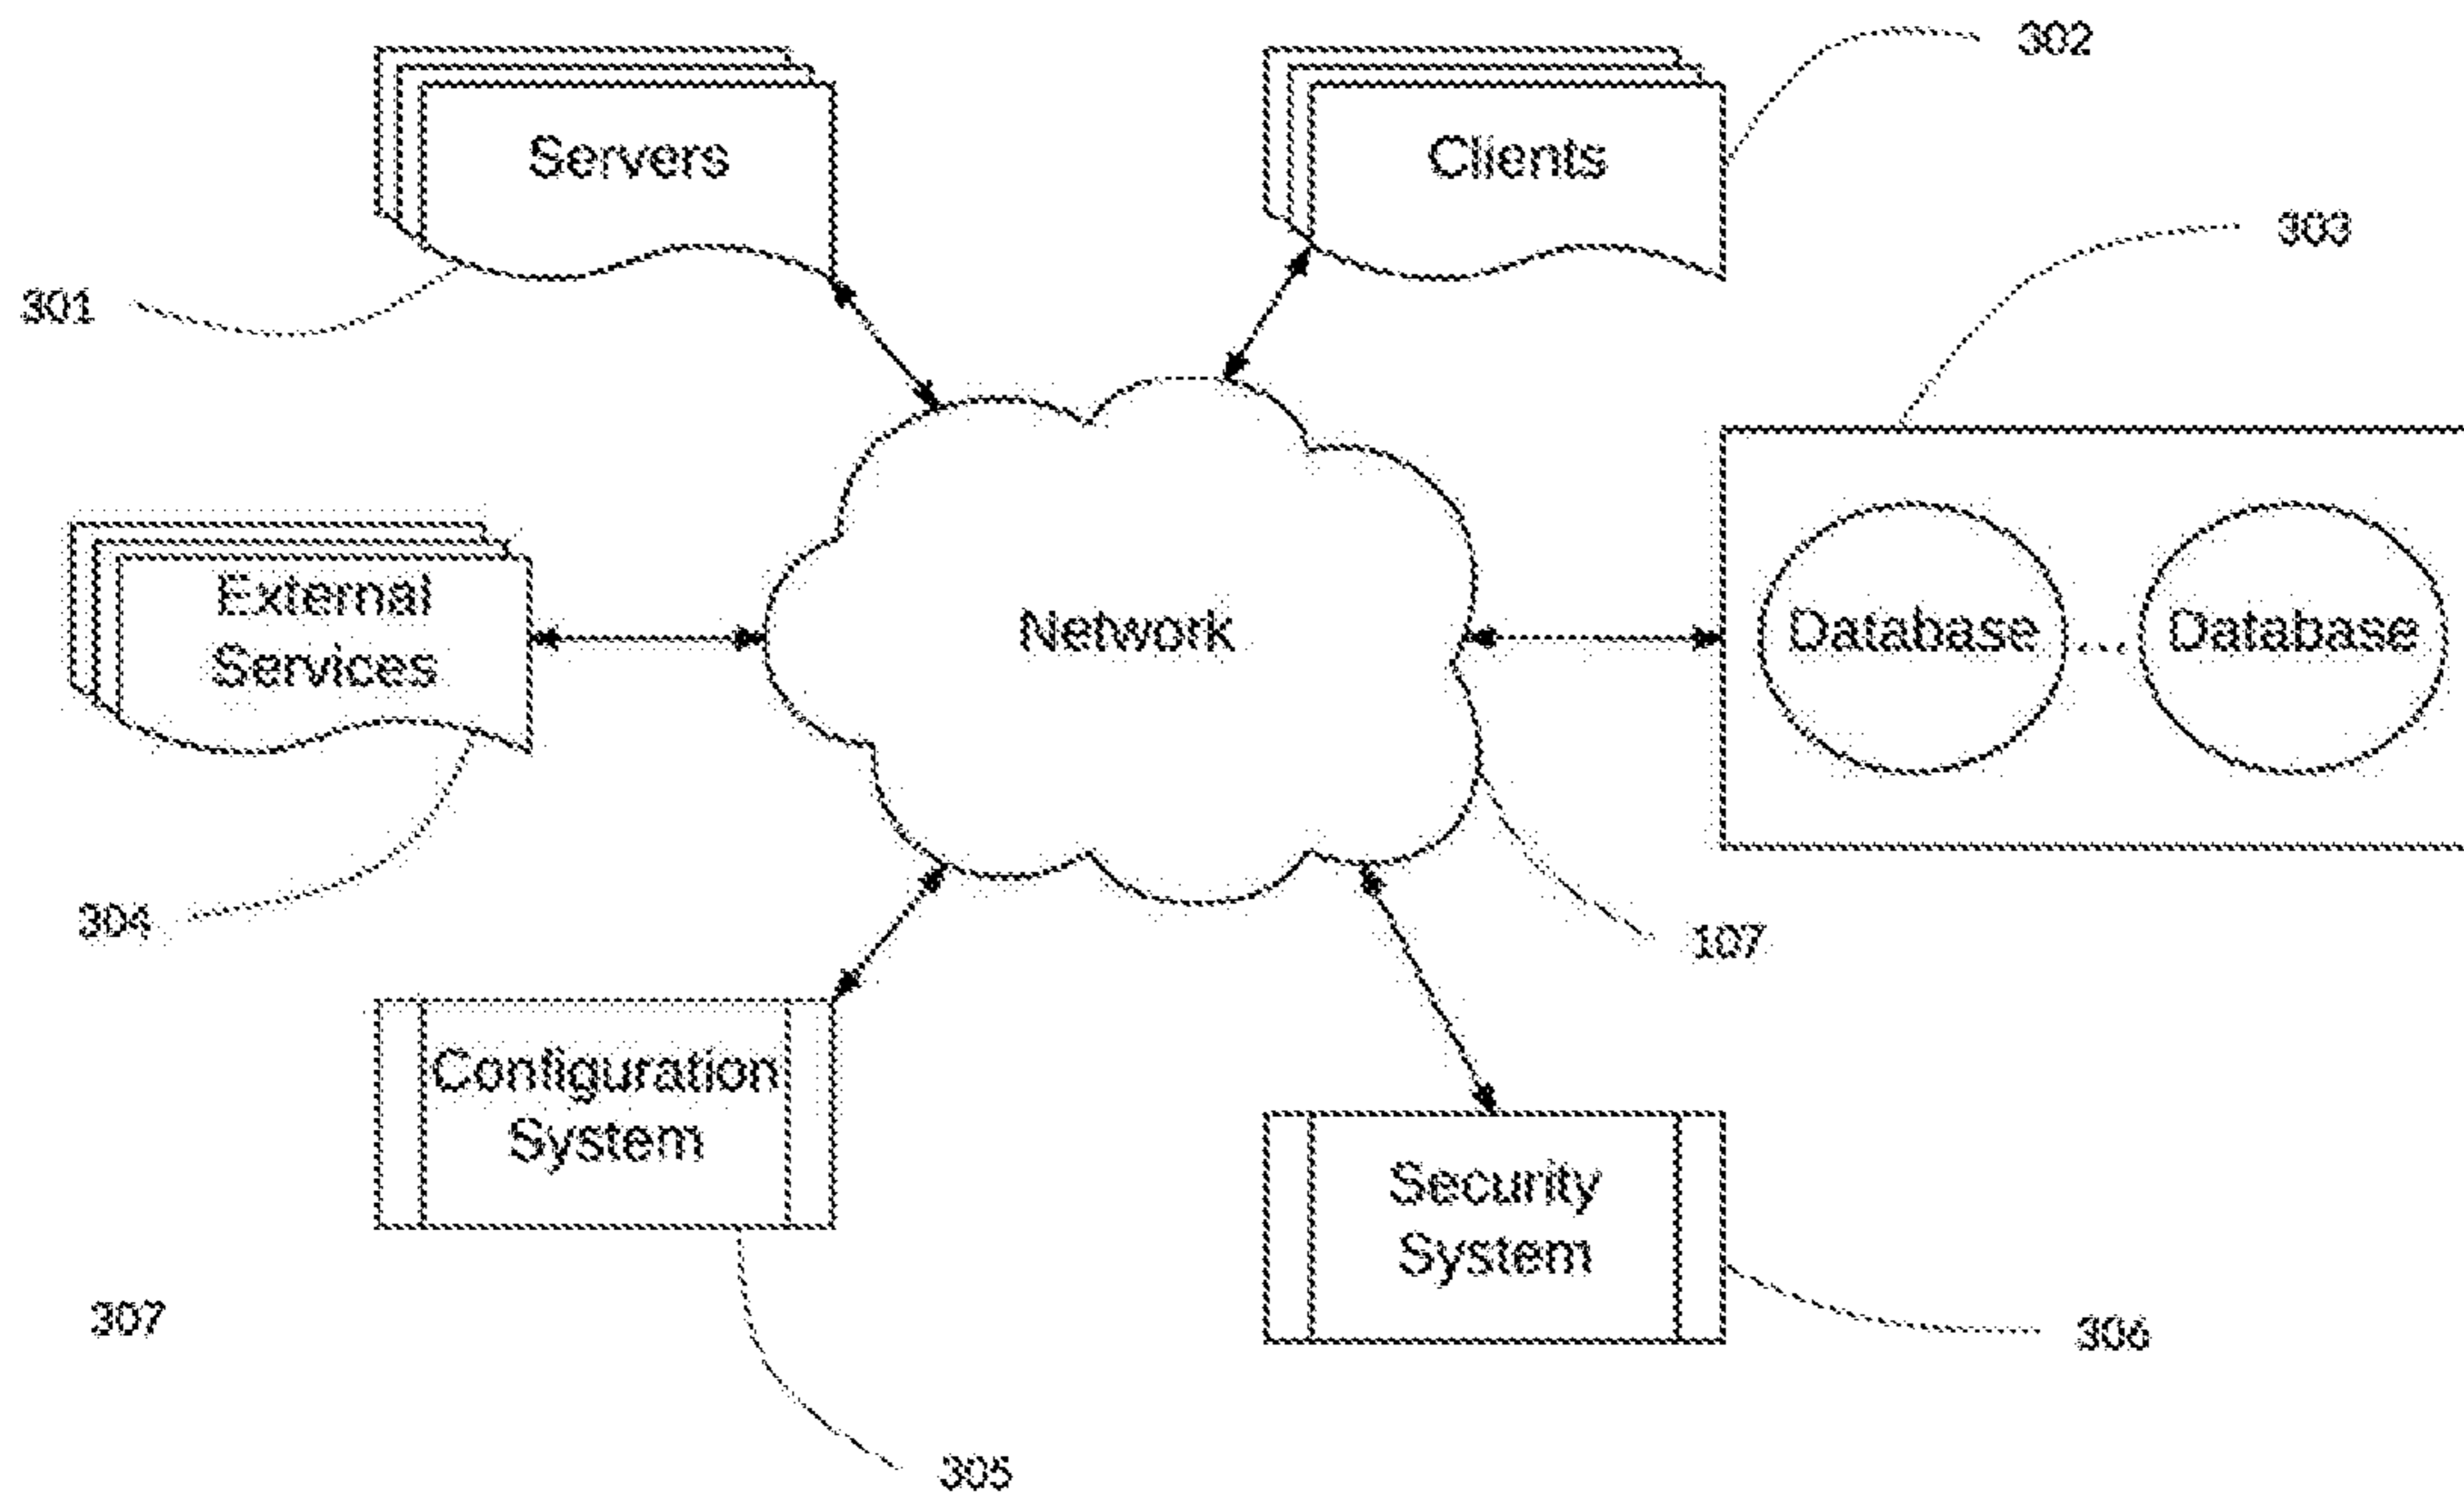 302
Servers
Clients
303
301
External
Services
Network
Database
...
Database
304
107
Configuration
System
Security
System
307
306
305